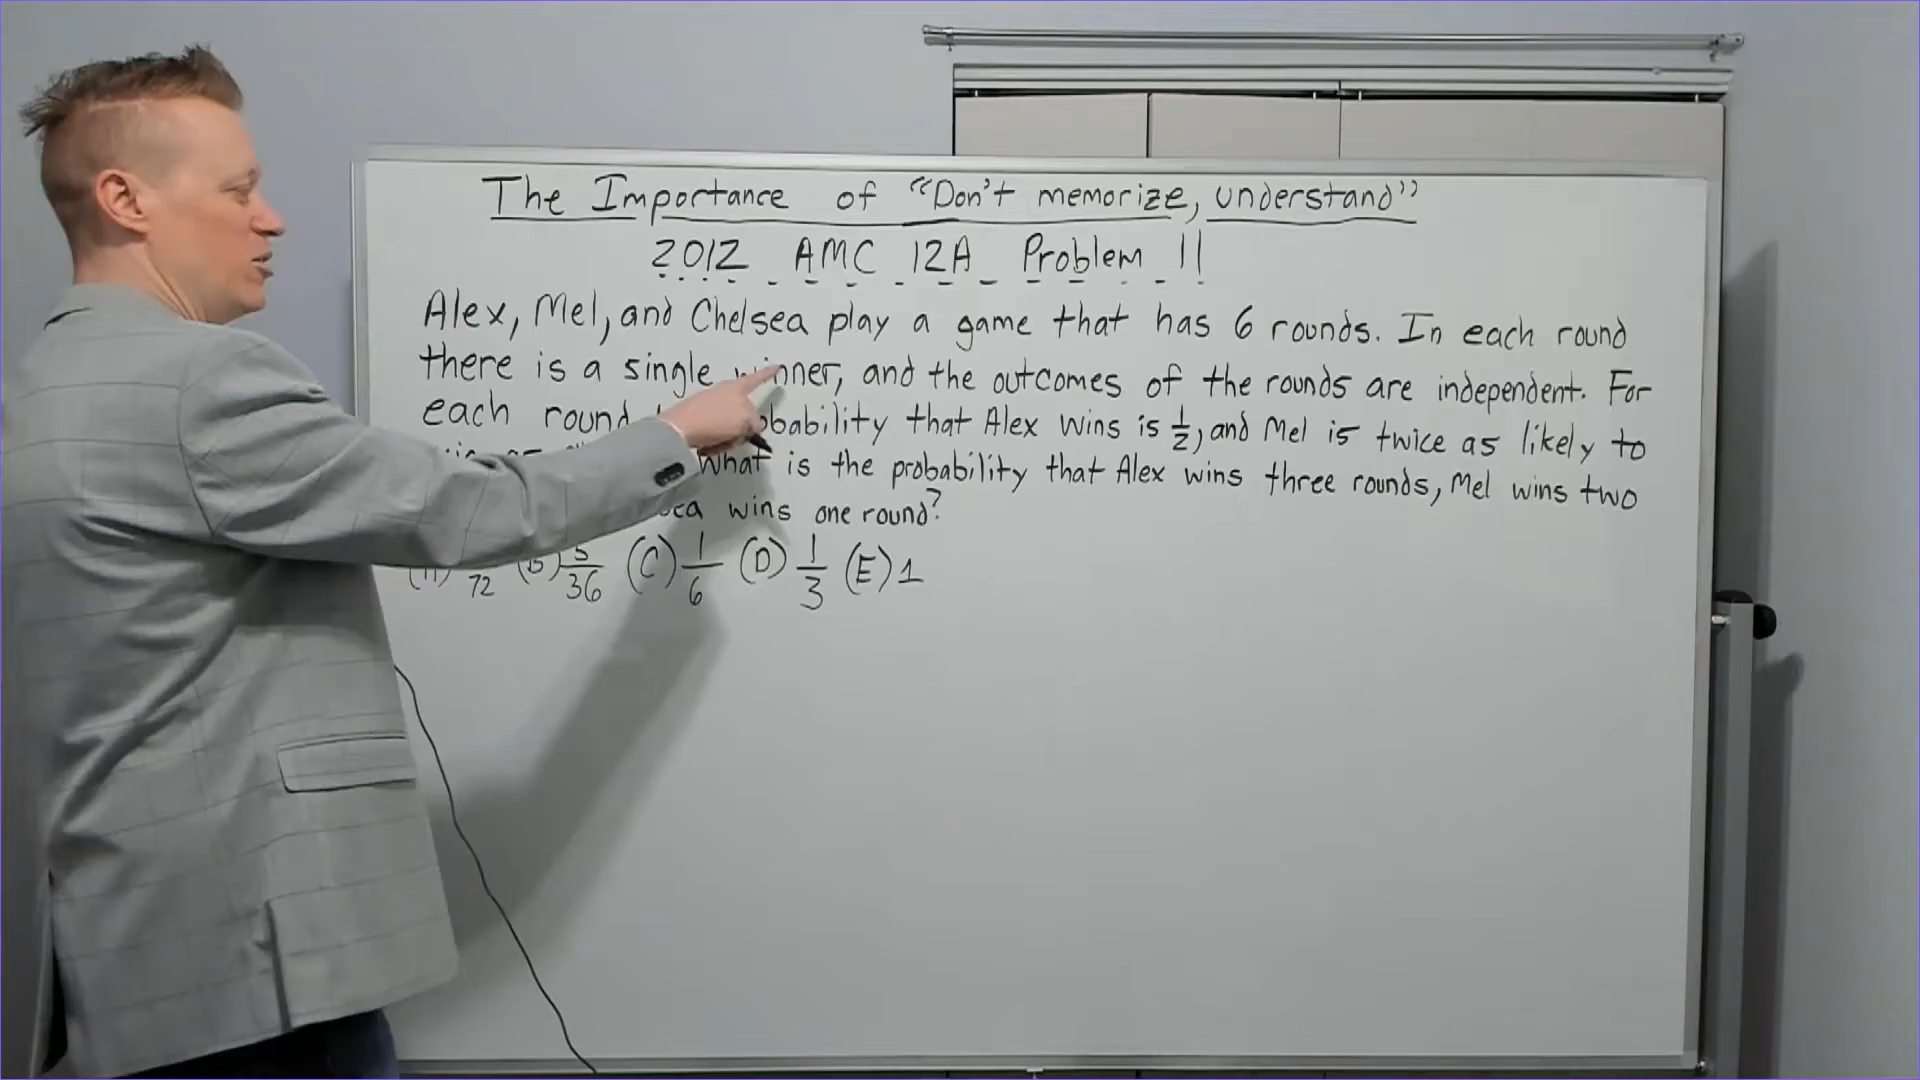 The Importance of "Don't memorize, understand"
2012 AMC 12A Problem 11
Alex, Mel, and Chelsea play a game that has 6 rounds. In each round
there is a single winner, and the outcomes of the rounds are independent. For
each round probability that Alex wins is 1/2, and Mel is twice as likely to
What is the probability that Alex wins three rounds, Mel wins two
wins one round?
72 (B) 5/36 (C) 1/6 (D) 1/3 (E) 1